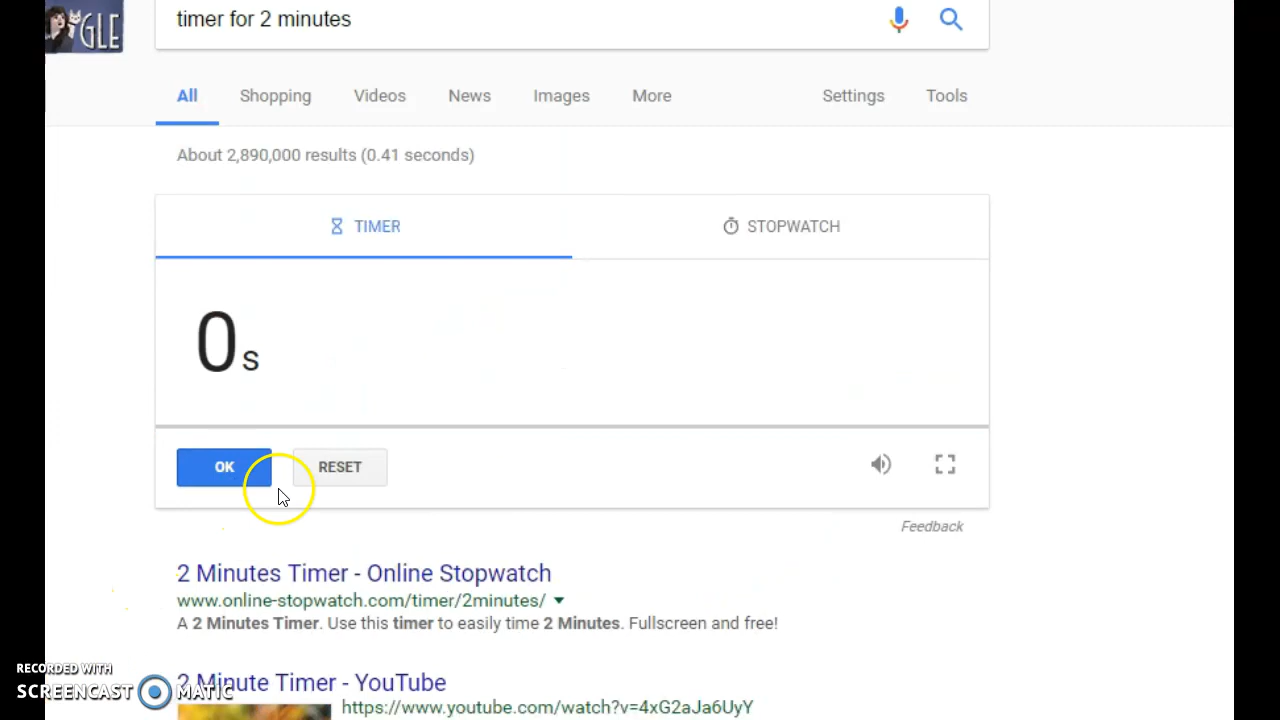 GLE
timer for 2 minutes
All Shopping Videos News Images More Settings Tools
About 2,890,000 results (0.41 seconds)
TIMER STOPWATCH
0 s
OK RESET
Feedback
2 Minutes Timer - Online Stopwatch
www.online-stopwatch.com/timer/2minutes/
A 2 Minutes Timer. Use this timer to easily time 2 Minutes. Fullscreen and free!
2 Minute Timer - YouTube
https://www.youtube.com/watch?v=4xG2aJa6UyY
RECORDED WITH
SCREENCAST MATIC